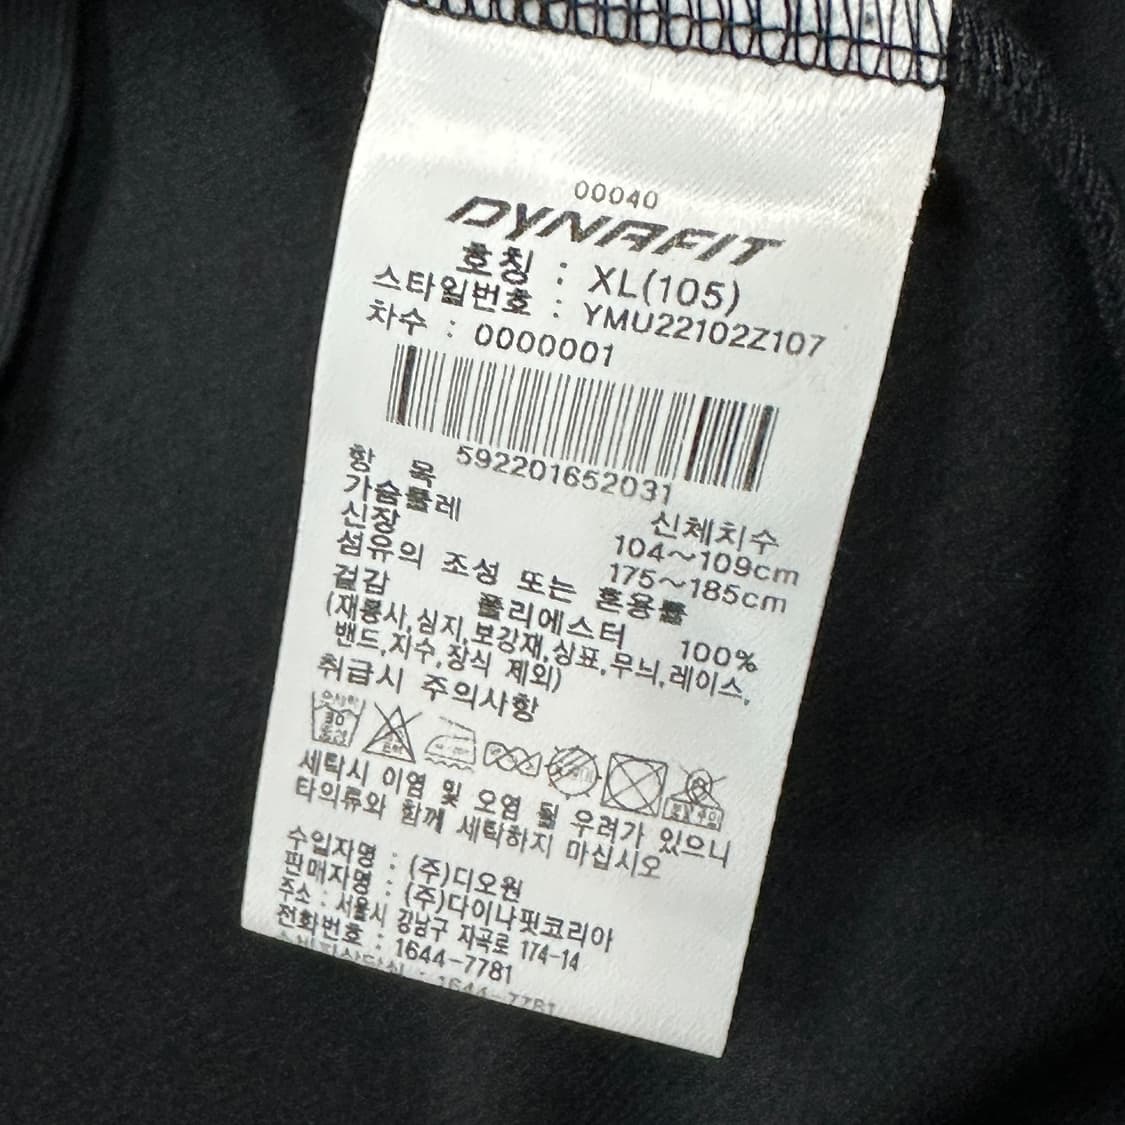 00040
DYNAFIT
호칭 : XL(105)
스타일번호 : YMU22102Z107
차수 : 0000001
592201652031
항 목 신체치수
가슴둘레 104~109cm
신장 175~185cm
섬유의 조성 또는 혼용률
겉감 폴리에스터 100%
(재봉사,심지,보강재,상표,무늬,레이스,
밴드,지수,장식 제외)
취급시 주의사항
30
중성
세탁시 이염 및 오염 될 우려가 있으니
타의류와 함께 세탁하지 마십시오
수입자명 : (주)디오원
판매자명 : (주)다이나핏코리아
주소 : 서울시 강남구 자곡로 174-14
전화번호 : 1644-7781
: 1644-7781